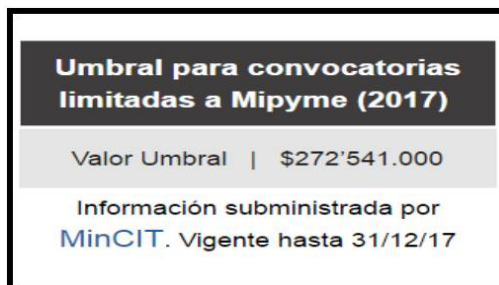 Umbral para convocatorias
limitadas a Mipyme (2017)
Valor Umbral | $272'541.000
Información subministrada por
MinCIT. Vigente hasta 31/12/17